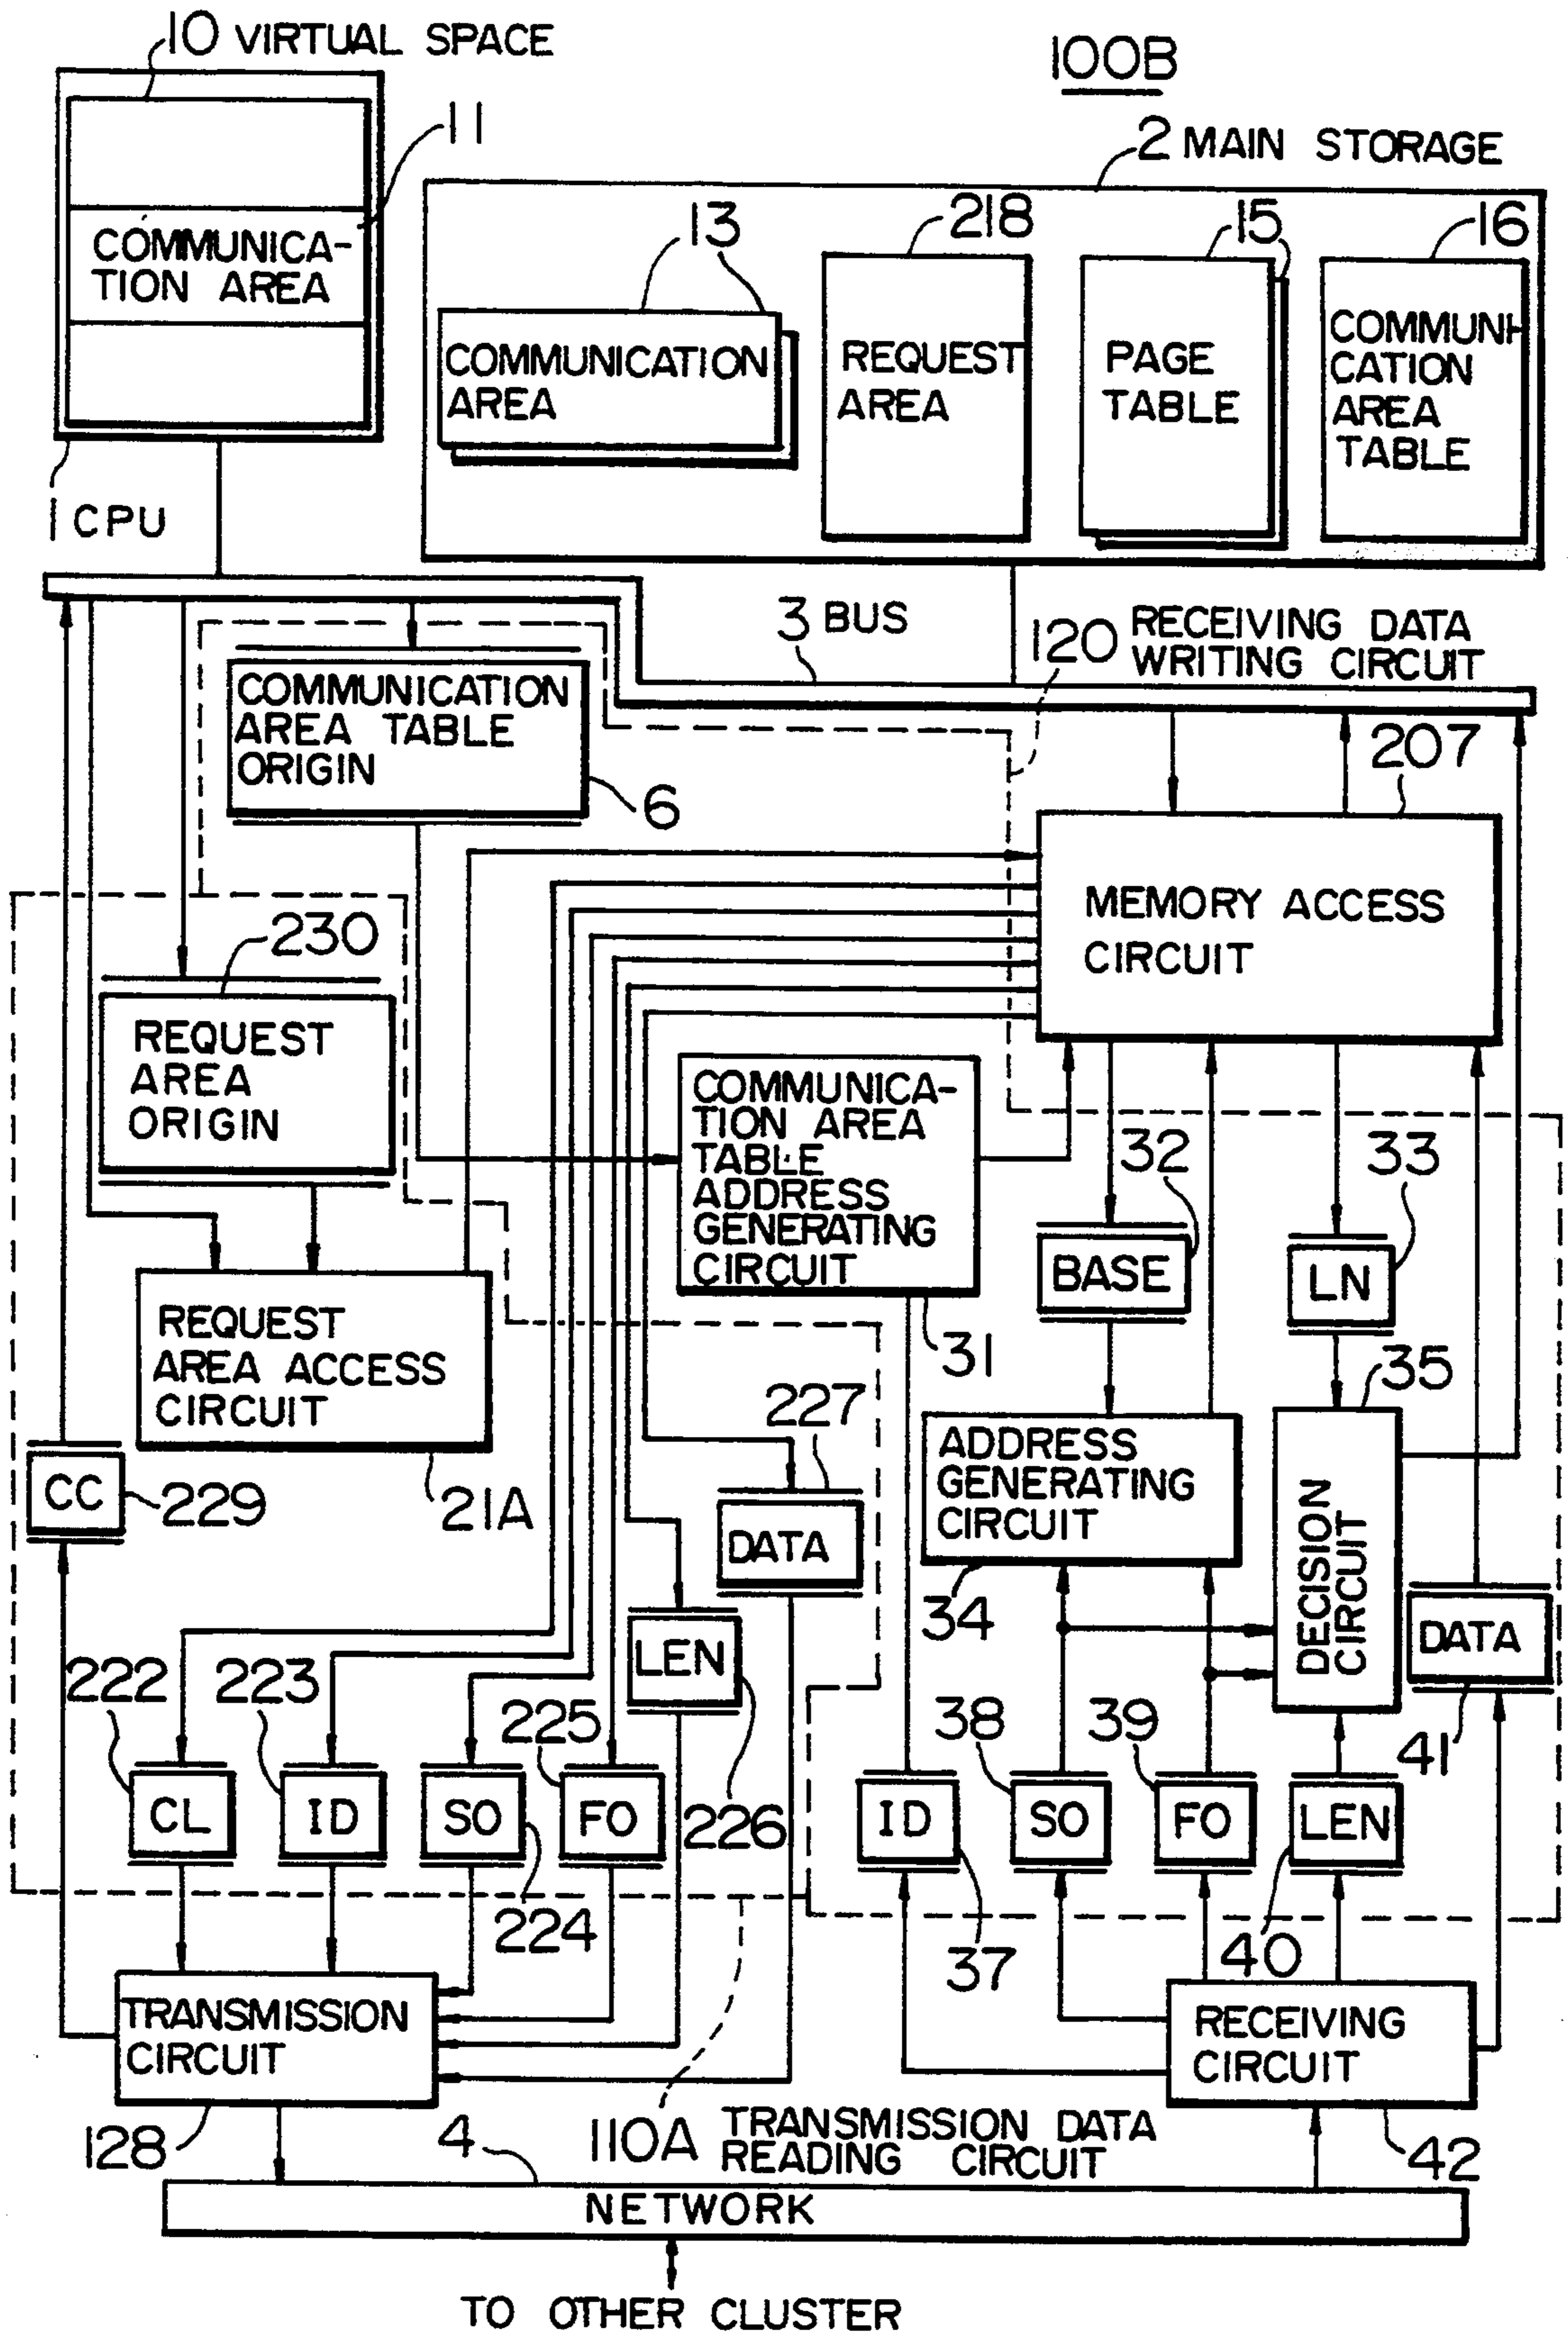 10 VIRTUAL SPACE
100B
11
2 MAIN STORAGE
COMMUNICA-
TION AREA
13
218
15
16
COMMUNICATION
AREA
REQUEST
AREA
PAGE
TABLE
COMMUNI-
CATION
AREA
TABLE
1 CPU
3 BUS
120 RECEIVING DATA
WRITING CIRCUIT
COMMUNICATION
AREA TABLE
ORIGIN
6
207
MEMORY ACCESS
CIRCUIT
230
REQUEST
AREA
ORIGIN
COMMUNICA-
TION AREA
TABLE
ADDRESS
GENERATING
CIRCUIT
31
32
33
BASE
LN
REQUEST
AREA ACCESS
CIRCUIT
21A
35
227
ADDRESS
GENERATING
CIRCUIT
34
CC
229
DATA
DECISION
CIRCUIT
DATA
41
LEN
226
222
223
225
38
39
CL
ID
SO
FO
ID
SO
FO
LEN
224
37
40
TRANSMISSION
CIRCUIT
RECEIVING
CIRCUIT
128
4
110A TRANSMISSION DATA
READING CIRCUIT
42
NETWORK
TO OTHER CLUSTER